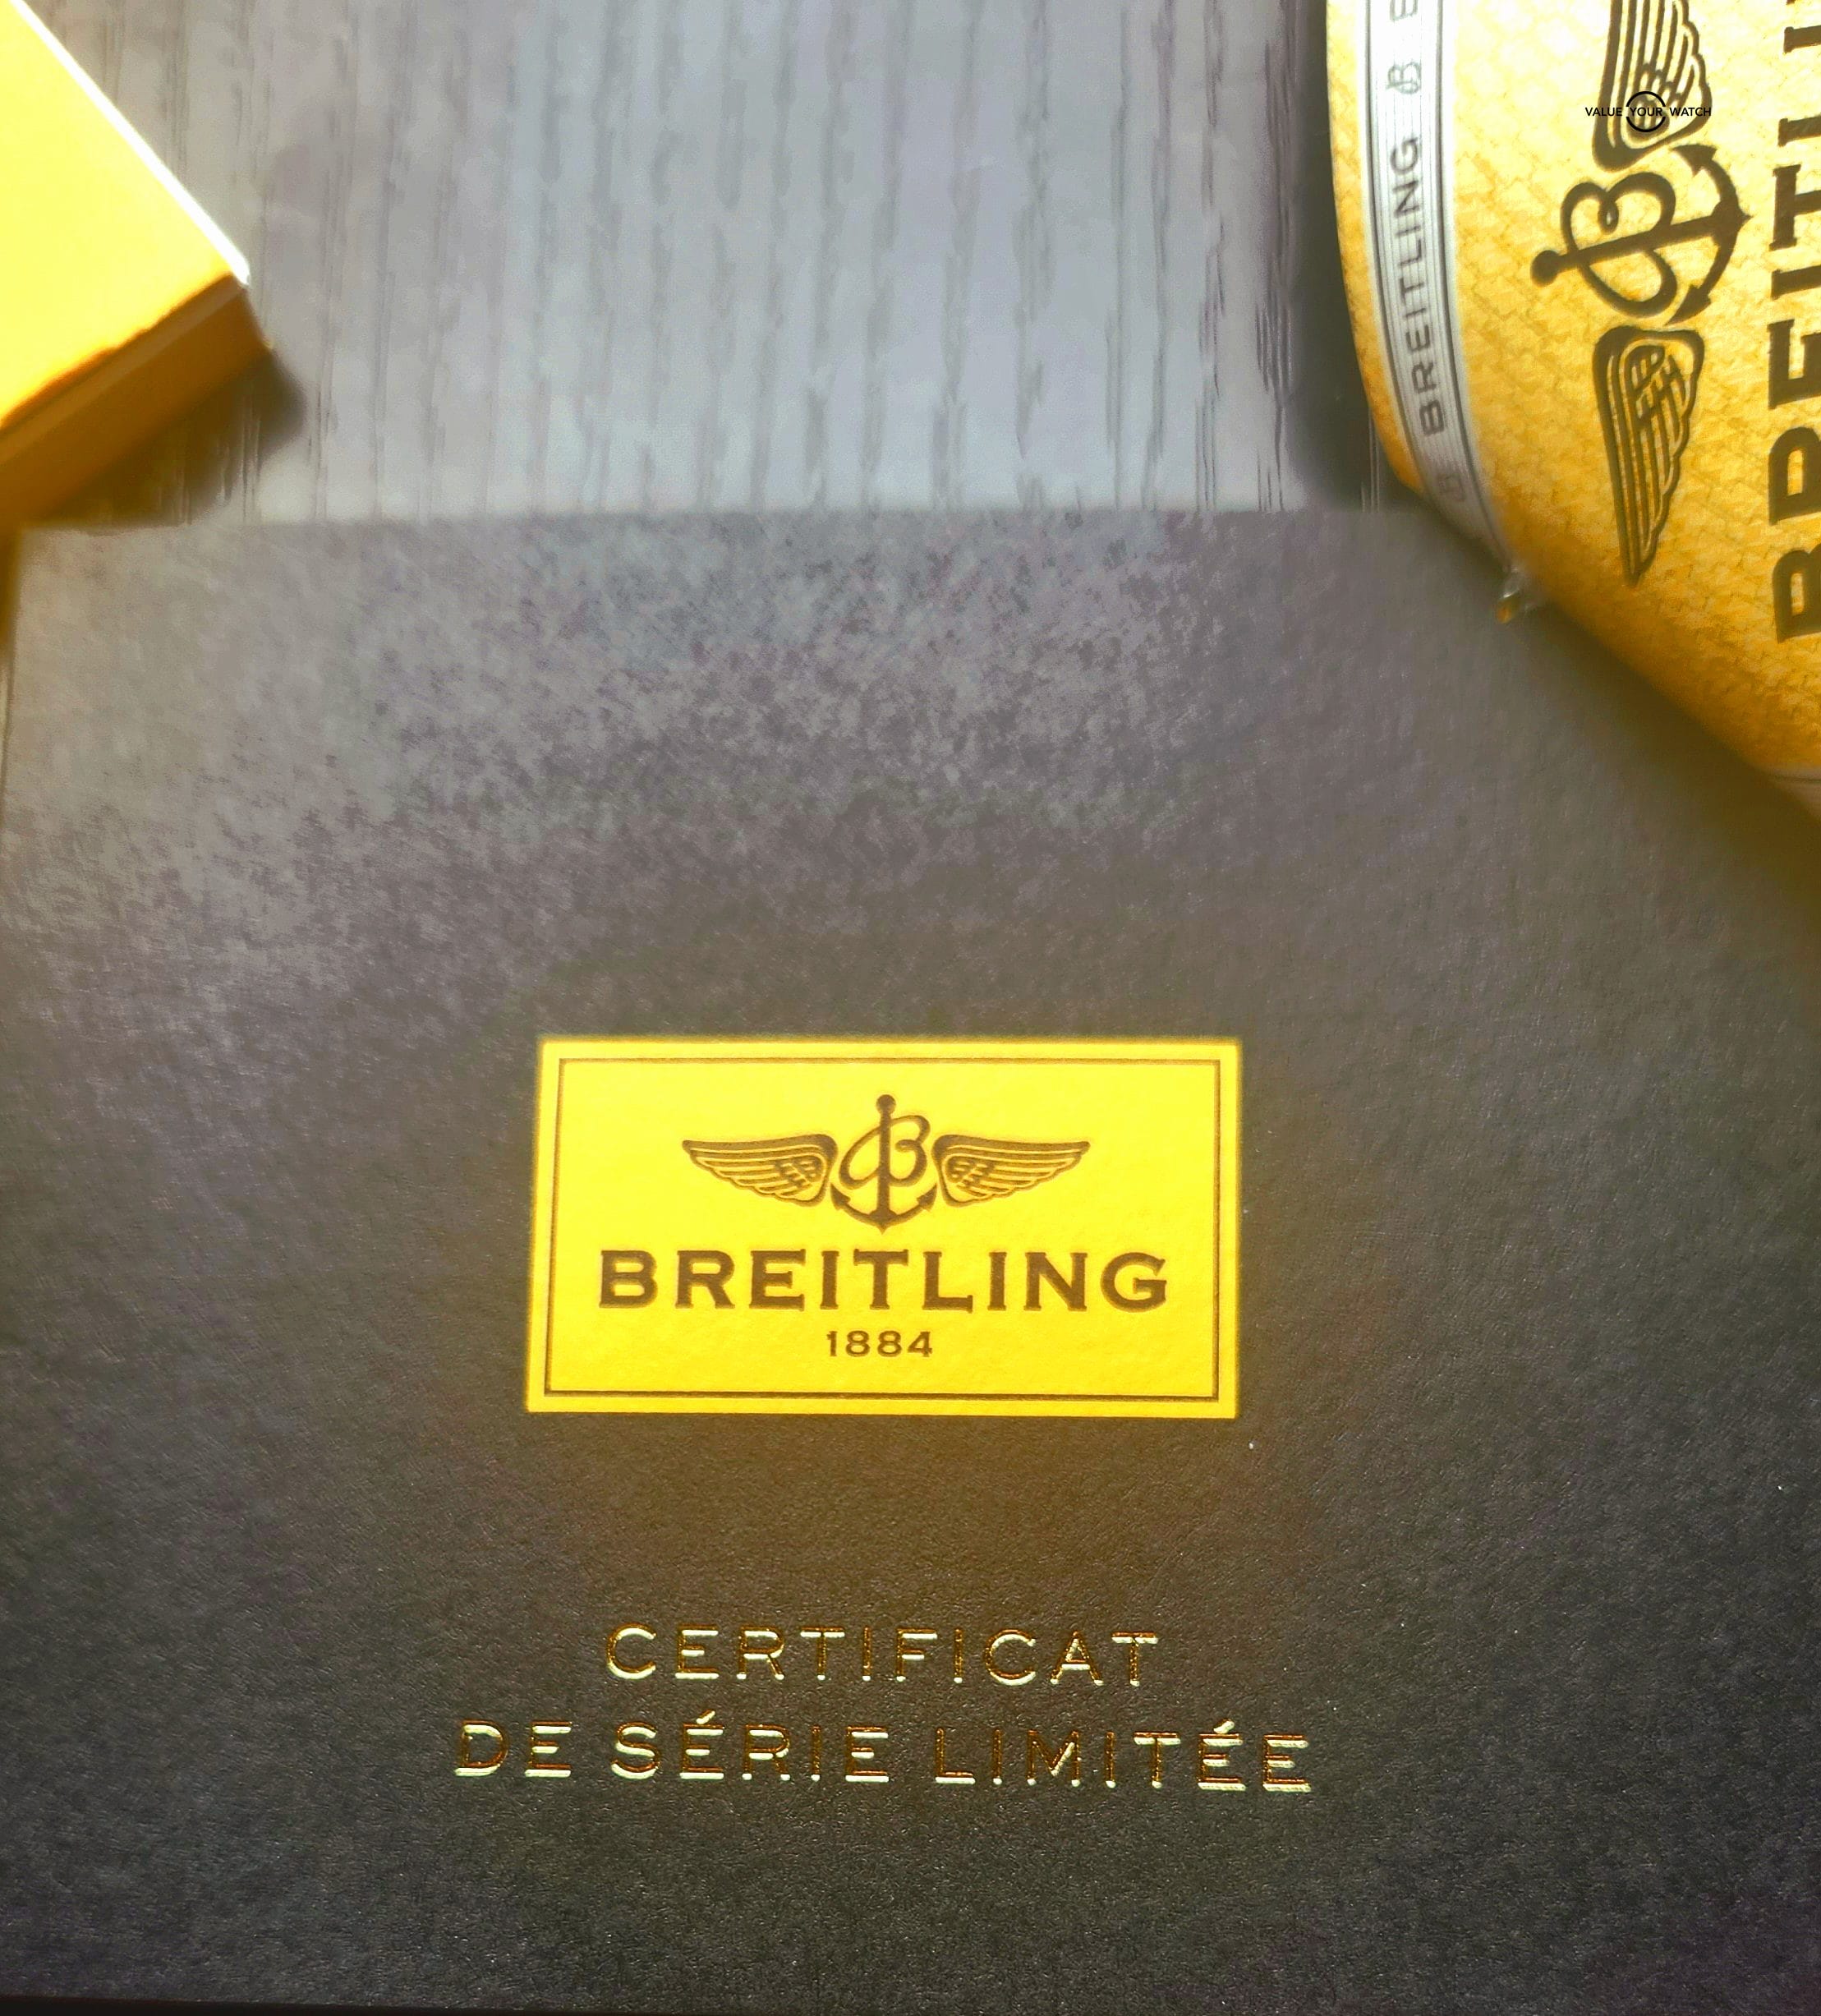 VALUE YOUR WATCH
BREITLING
BREITLING
BREITLING
1884
CERTIFICAT
DE SÉRIE LIMITÉE